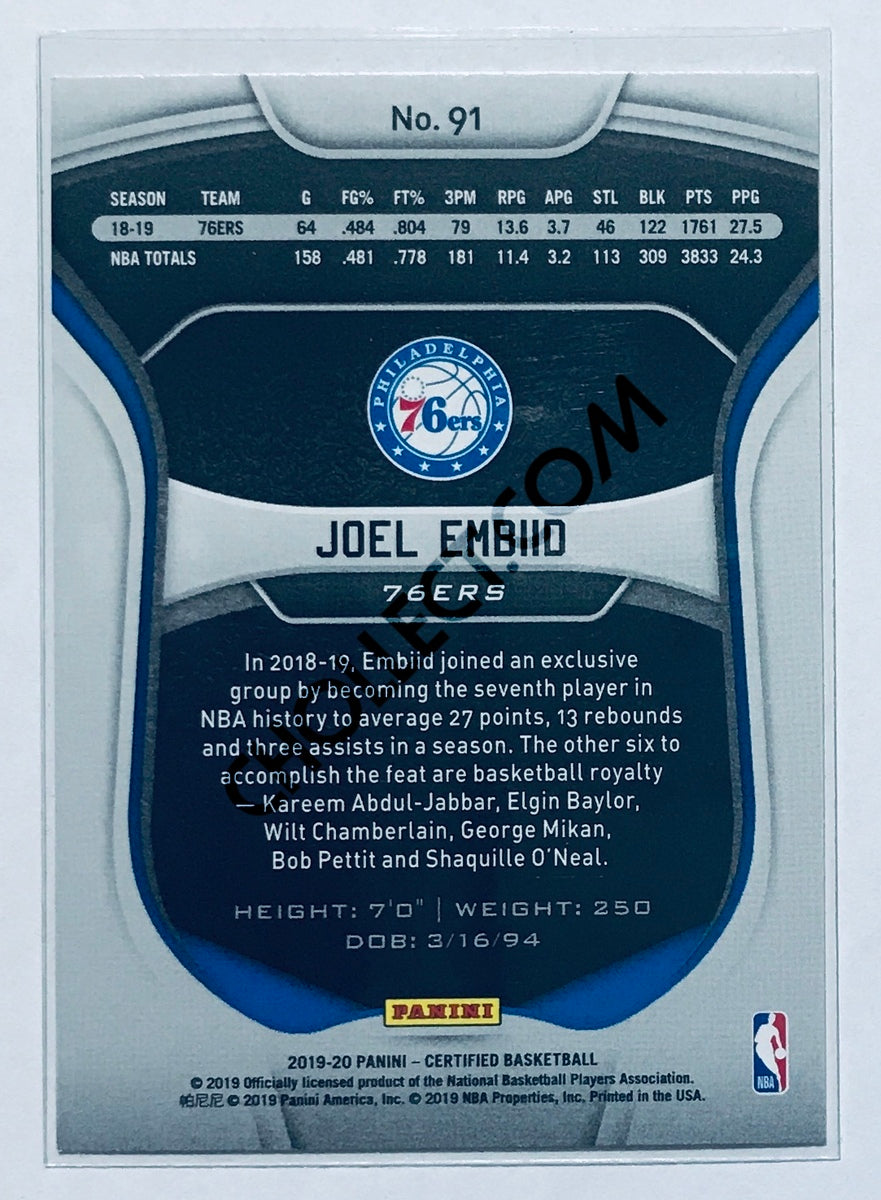 No. 91
SEASON TEAM G FG% FT% 3PM RPG APG STL BLK PTS PPG
18-19 76ERS 64 .484 .804 79 13.6 3.7 46 122 1761 27.5
NBA TOTALS 158 .481 .778 181 11.4 3.2 113 309 3833 24.3
PHILADELPHIA
76ers
JOEL EMBIID
76ERS
CHOLLECT.COM
In 2018-19, Embiid joined an exclusive
group by becoming the seventh player in
NBA history to average 27 points, 13 rebounds
and three assists in a season. The other six to
accomplish the feat are basketball royalty
— Kareem Abdul-Jabbar, Elgin Baylor,
Wilt Chamberlain, George Mikan,
Bob Pettit and Shaquille O'Neal.
HEIGHT: 7'0" | WEIGHT: 250
DOB: 3/16/94
PANINI
2019-20 PANINI – CERTIFIED BASKETBALL
© 2019 Officially licensed product of the National Basketball Players Association.
帕尼尼 © 2019 Panini America, Inc. © 2019 NBA Properties, Inc. Printed in the USA.
NBA